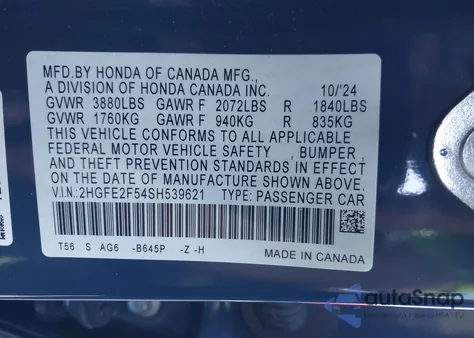 MFD.BY HONDA OF CANADA MFG.,
A DIVISION OF HONDA CANADA INC. 10/'24
GVWR 3880LBS GAWR F 2072LBS R 1840LBS
GVWR 1760KG GAWR F 940KG R 835KG
THIS VEHICLE CONFORMS TO ALL APPLICABLE
FEDERAL MOTOR VEHICLE SAFETY , BUMPER ,
AND THEFT PREVENTION STANDARDS IN EFFECT
ON THE DATE OF MANUFACTURE SHOWN ABOVE.
V.I.N: 2HGFE2F54SH539621 TYPE: PASSENGER CAR
T56 S AG6 -B645P -Z -H
MADE IN CANADA
autoSnap